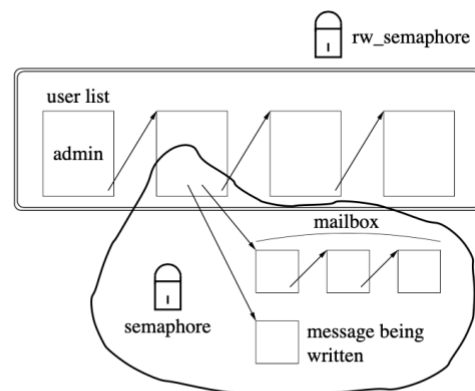 rw_semaphore
user list
admin
mailbox
semaphore
message being
written